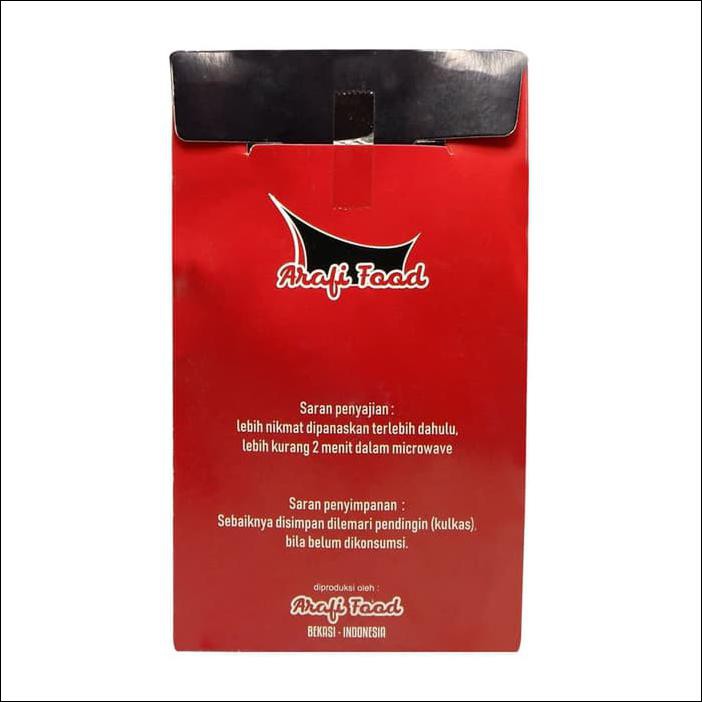 Arafi Food
Saran penyajian :
lebih nikmat dipanaskan terlebih dahulu,
lebih kurang 2 menit dalam microwave
Saran penyimpanan :
Sebaiknya disimpan dilemari pendingin (kulkas),
bila belum dikonsumsi.
diproduksi oleh :
Arafi Food
BEKASI - INDONESIA